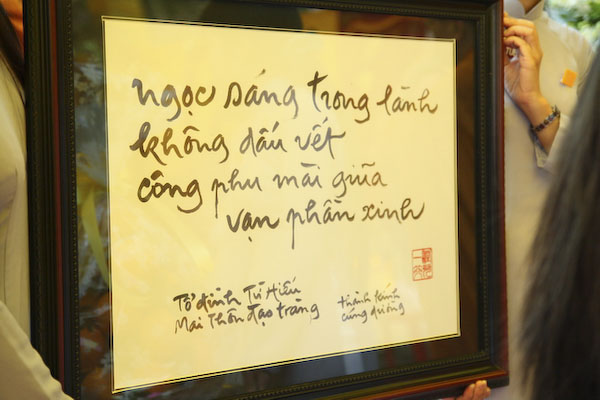 ngọc sáng trong lành
không dấu vết
công phu mài giũa
vạn phần xinh
Tổ đình Từ Hiếu
Mai Thôn đạo tràng
thành kính
cúng dường